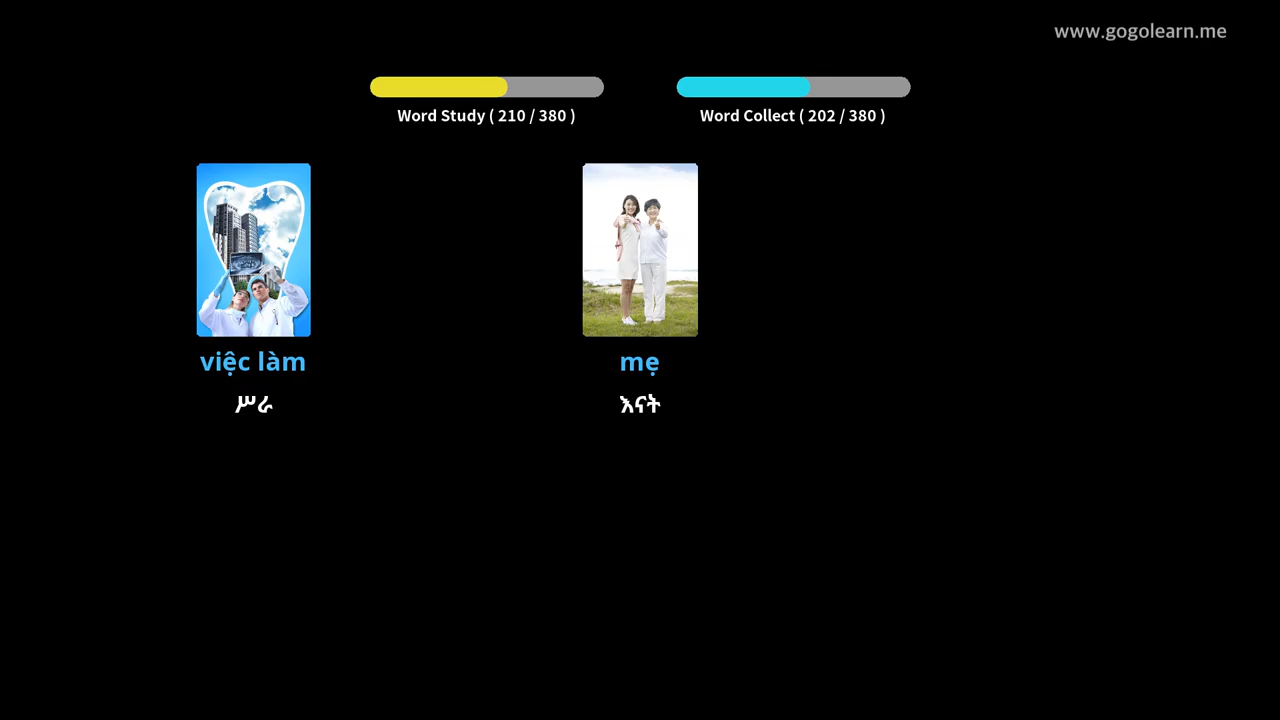 www.gogolearn.me
Word Study ( 210 / 380 )
Word Collect ( 202 / 380 )
việc làm
mẹ
ሥራ
እናት